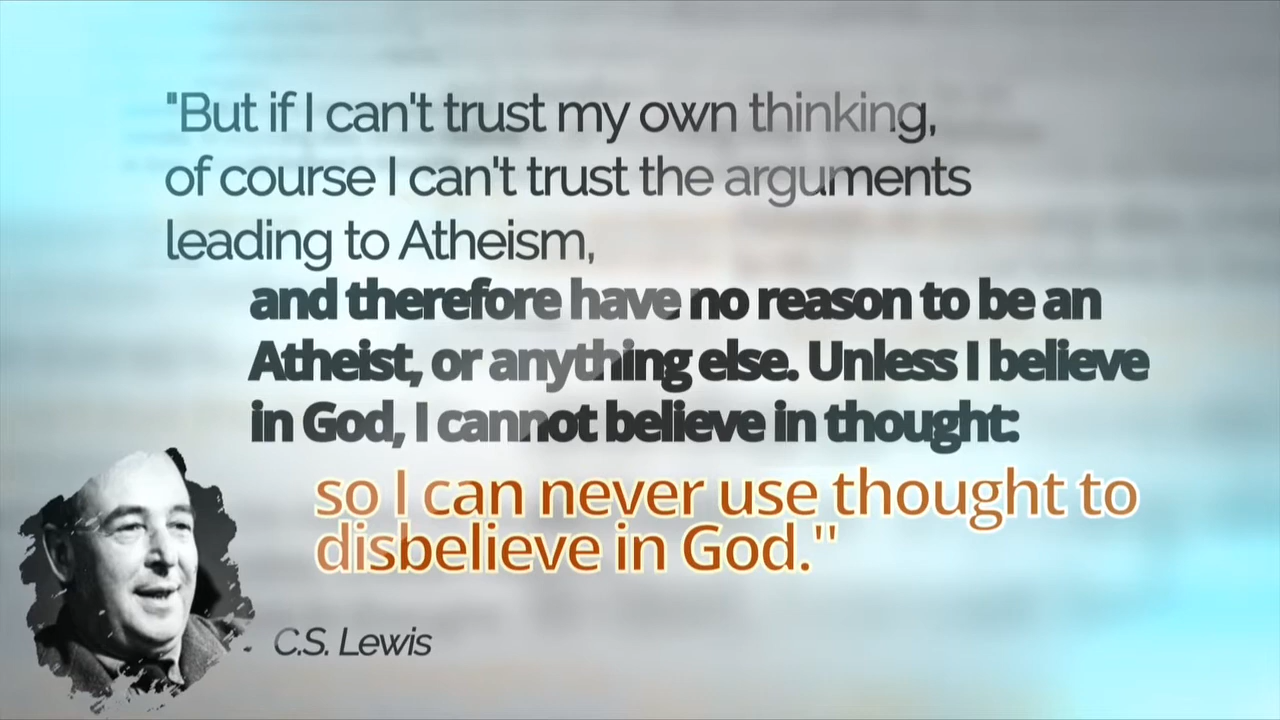 "But if I can't trust my own thinking,
of course I can't trust the arguments
leading to Atheism,
and therefore have no reason to be an
Atheist, or anything else. Unless I believe
in God, I cannot believe in thought:
so I can never use thought to
disbelieve in God."
C.S. Lewis